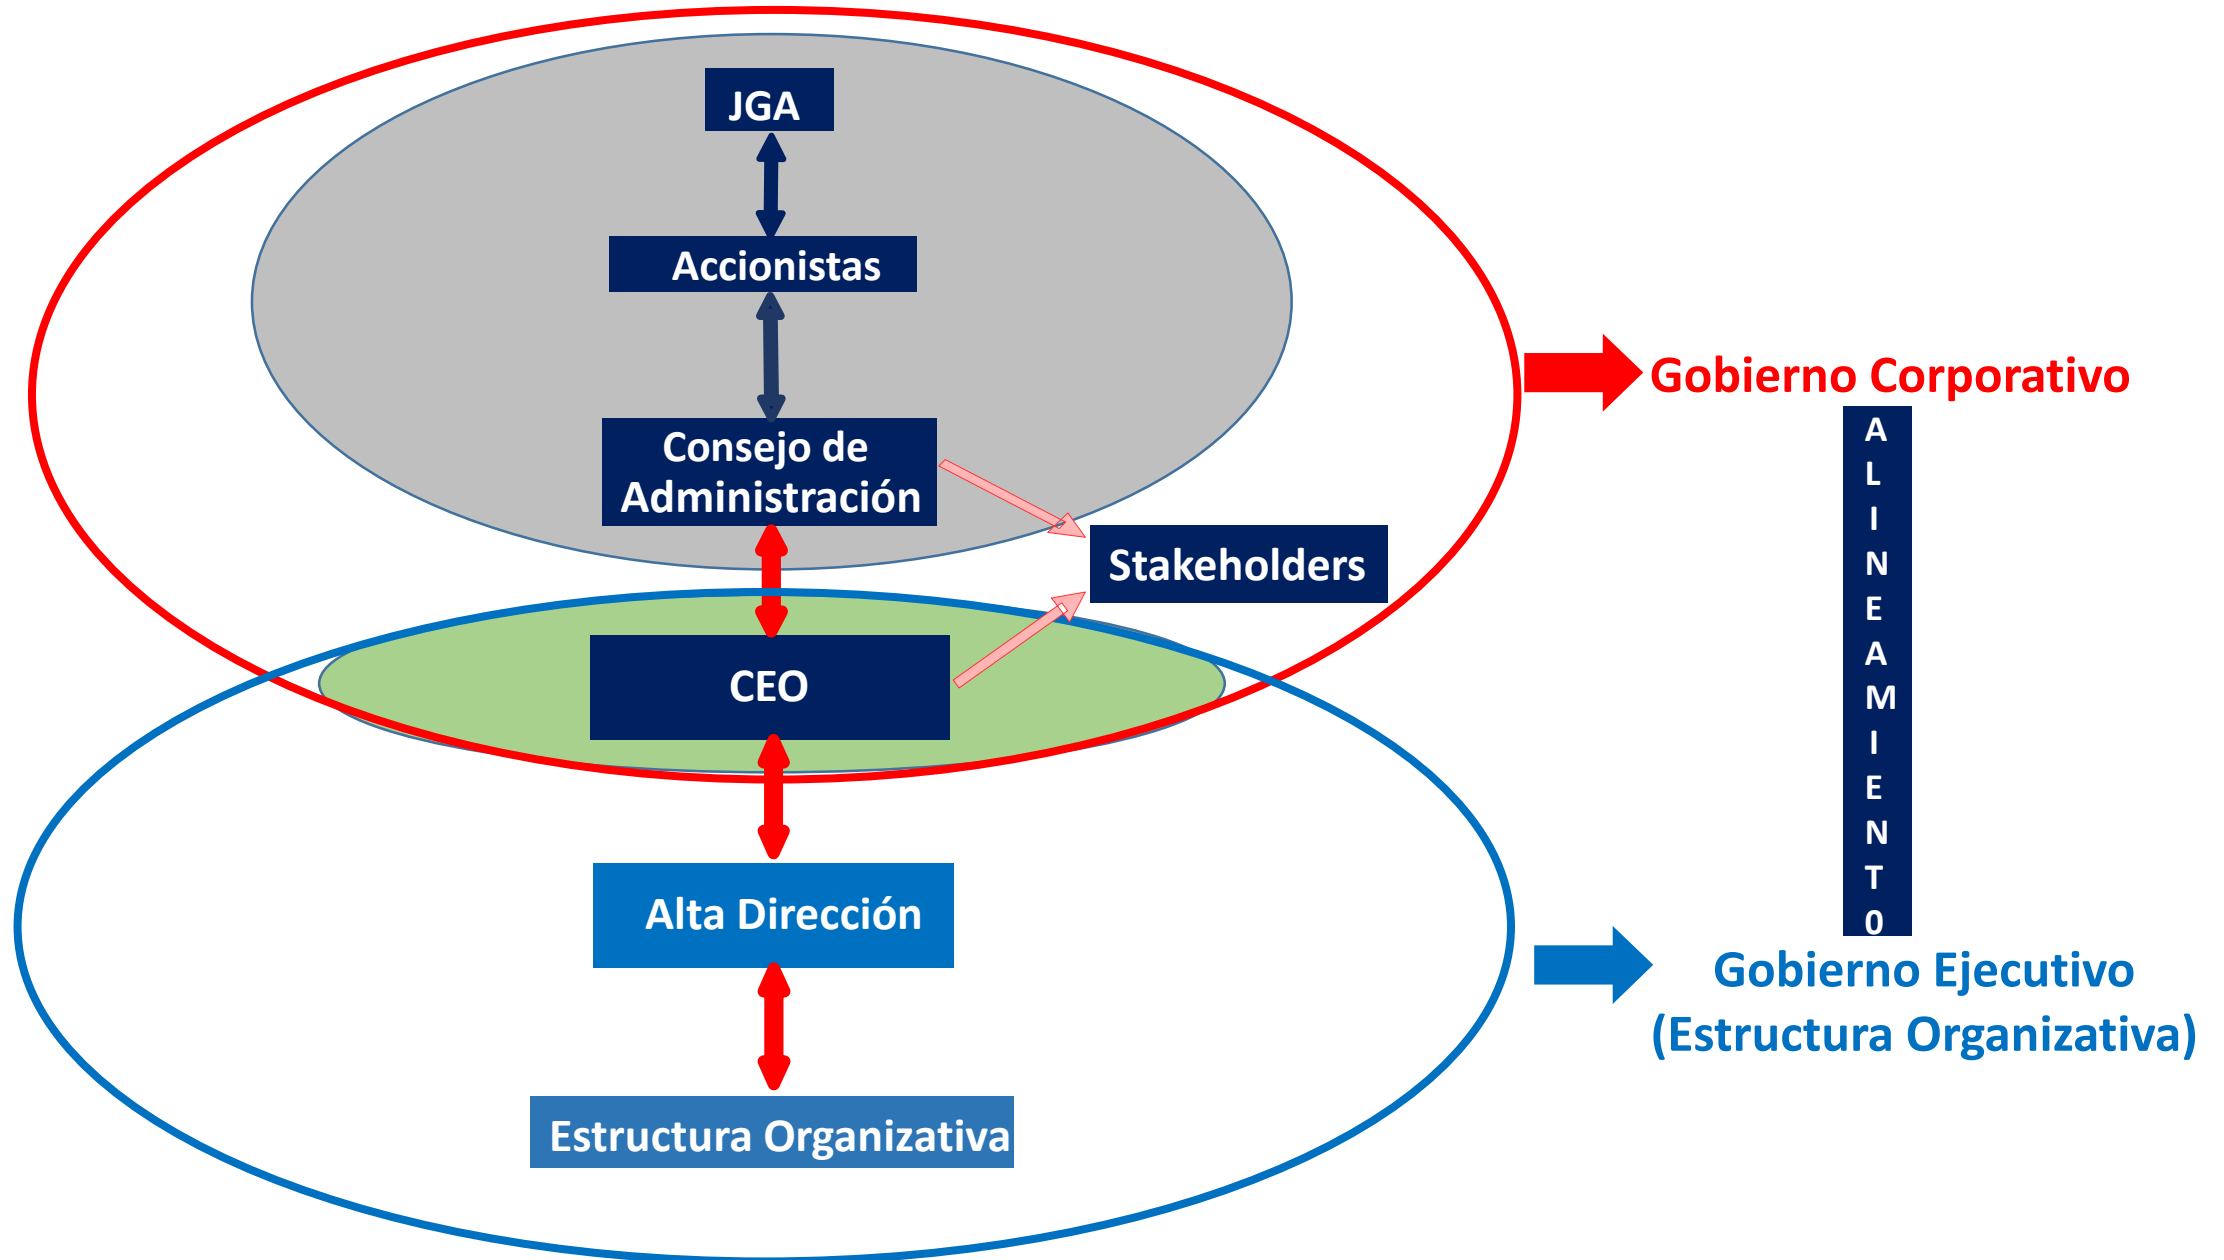 JGA
Accionistas
Consejo de
Administración
Stakeholders
CEO
Alta Dirección
Estructura Organizativa
Gobierno Corporativo
A
L
I
N
E
A
M
I
E
N
T
0
Gobierno Ejecutivo
(Estructura Organizativa)